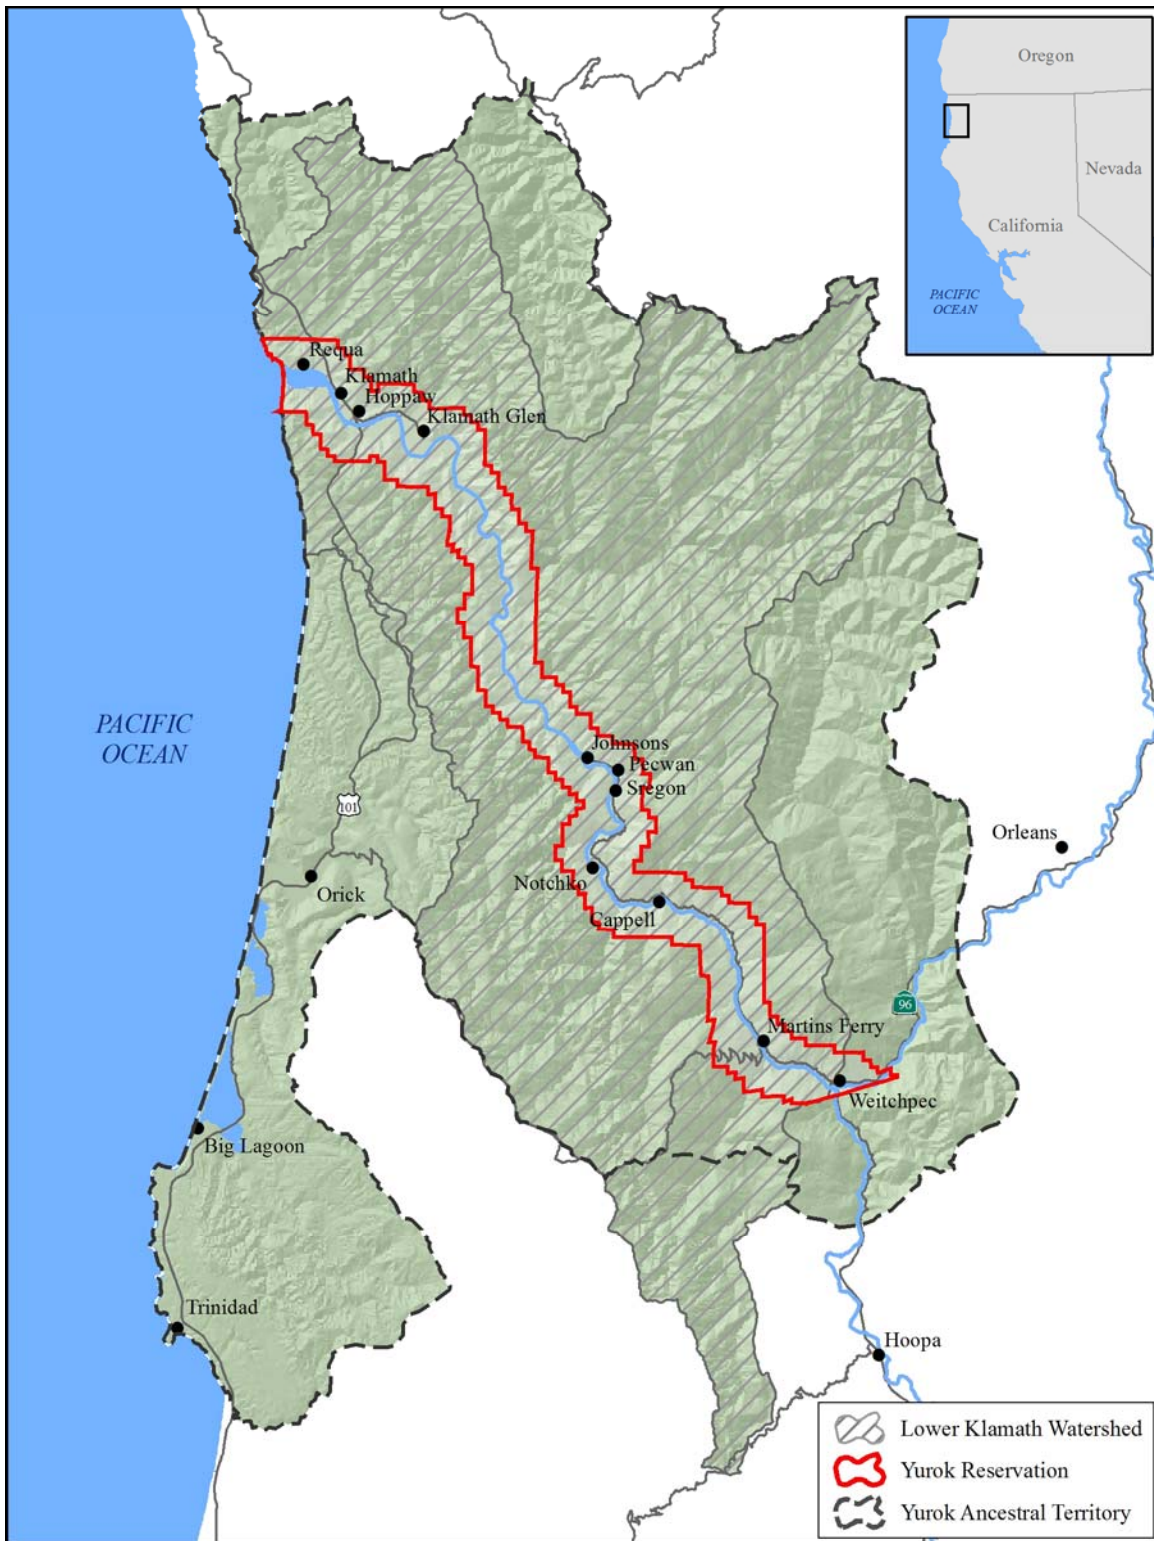 Oregon
Nevada
California
PACIFIC
OCEAN
Requa
Klamath
Hoppaw
Klamath Glen
PACIFIC
OCEAN
Johnsons
Pecwan
Sregon
101
Orleans
Notchko
Orick
Cappell
96
Martins Ferry
Weitchpec
Big Lagoon
Trinidad
Hoopa
Lower Klamath Watershed
Yurok Reservation
Yurok Ancestral Territory